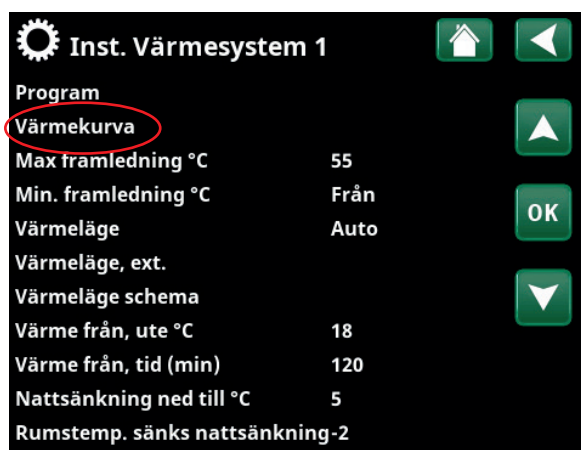 Inst. Värmesystem 1
Program
Värmekurva
Max framledning °C 55
Min. framledning °C Från
Värmeläge Auto
Värmeläge, ext.
Värmeläge schema
Värme från, ute °C 18
Värme från, tid (min) 120
Nattsänkning ned till °C 5
Rumstemp. sänks nattsänkning-2
OK